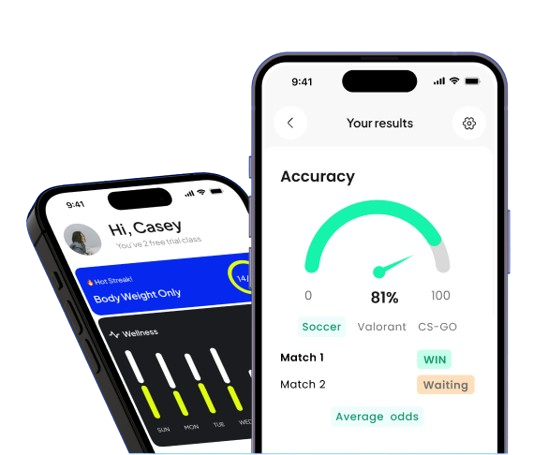 9:41
Hi, Casey
You've 2 free trial class
Hot Streak!
14/
Body Weight Only
Wellness
SUN MON TUE WED
9:41
Your results
Accuracy
0 81% 100
Soccer Valorant CS-GO
Match 1 WIN
Match 2 Waiting
Average odds